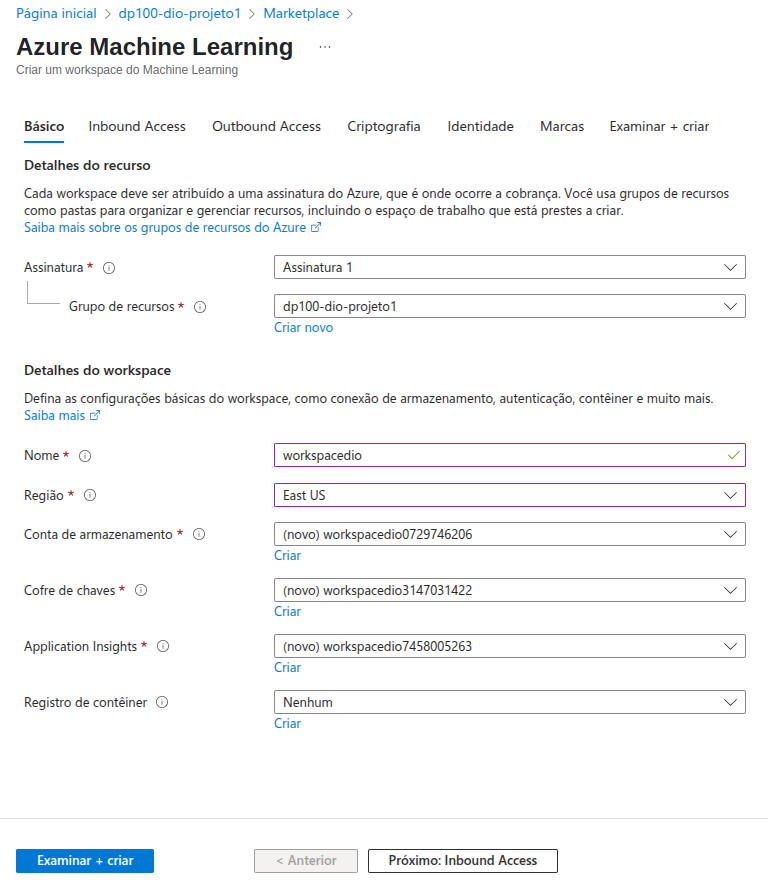 Página inicial > dp100-dio-projeto1 > Marketplace >
Azure Machine Learning ...
Criar um workspace do Machine Learning
Básico Inbound Access Outbound Access Criptografia Identidade Marcas Examinar + criar
Detalhes do recurso
Cada workspace deve ser atribuído a uma assinatura do Azure, que é onde ocorre a cobrança. Você usa grupos de recursos
como pastas para organizar e gerenciar recursos, incluindo o espaço de trabalho que está prestes a criar.
Saiba mais sobre os grupos de recursos do Azure
Assinatura * Assinatura 1
Grupo de recursos * dp100-dio-projeto1
Criar novo
Detalhes do workspace
Defina as configurações básicas do workspace, como conexão de armazenamento, autenticação, contêiner e muito mais.
Saiba mais
Nome * workspacedio
Região * East US
Conta de armazenamento * (novo) workspacedio0729746206
Criar
Cofre de chaves * (novo) workspacedio3147031422
Criar
Application Insights * (novo) workspacedio7458005263
Criar
Registro de contêiner Nenhum
Criar
Examinar + criar < Anterior Próximo: Inbound Access